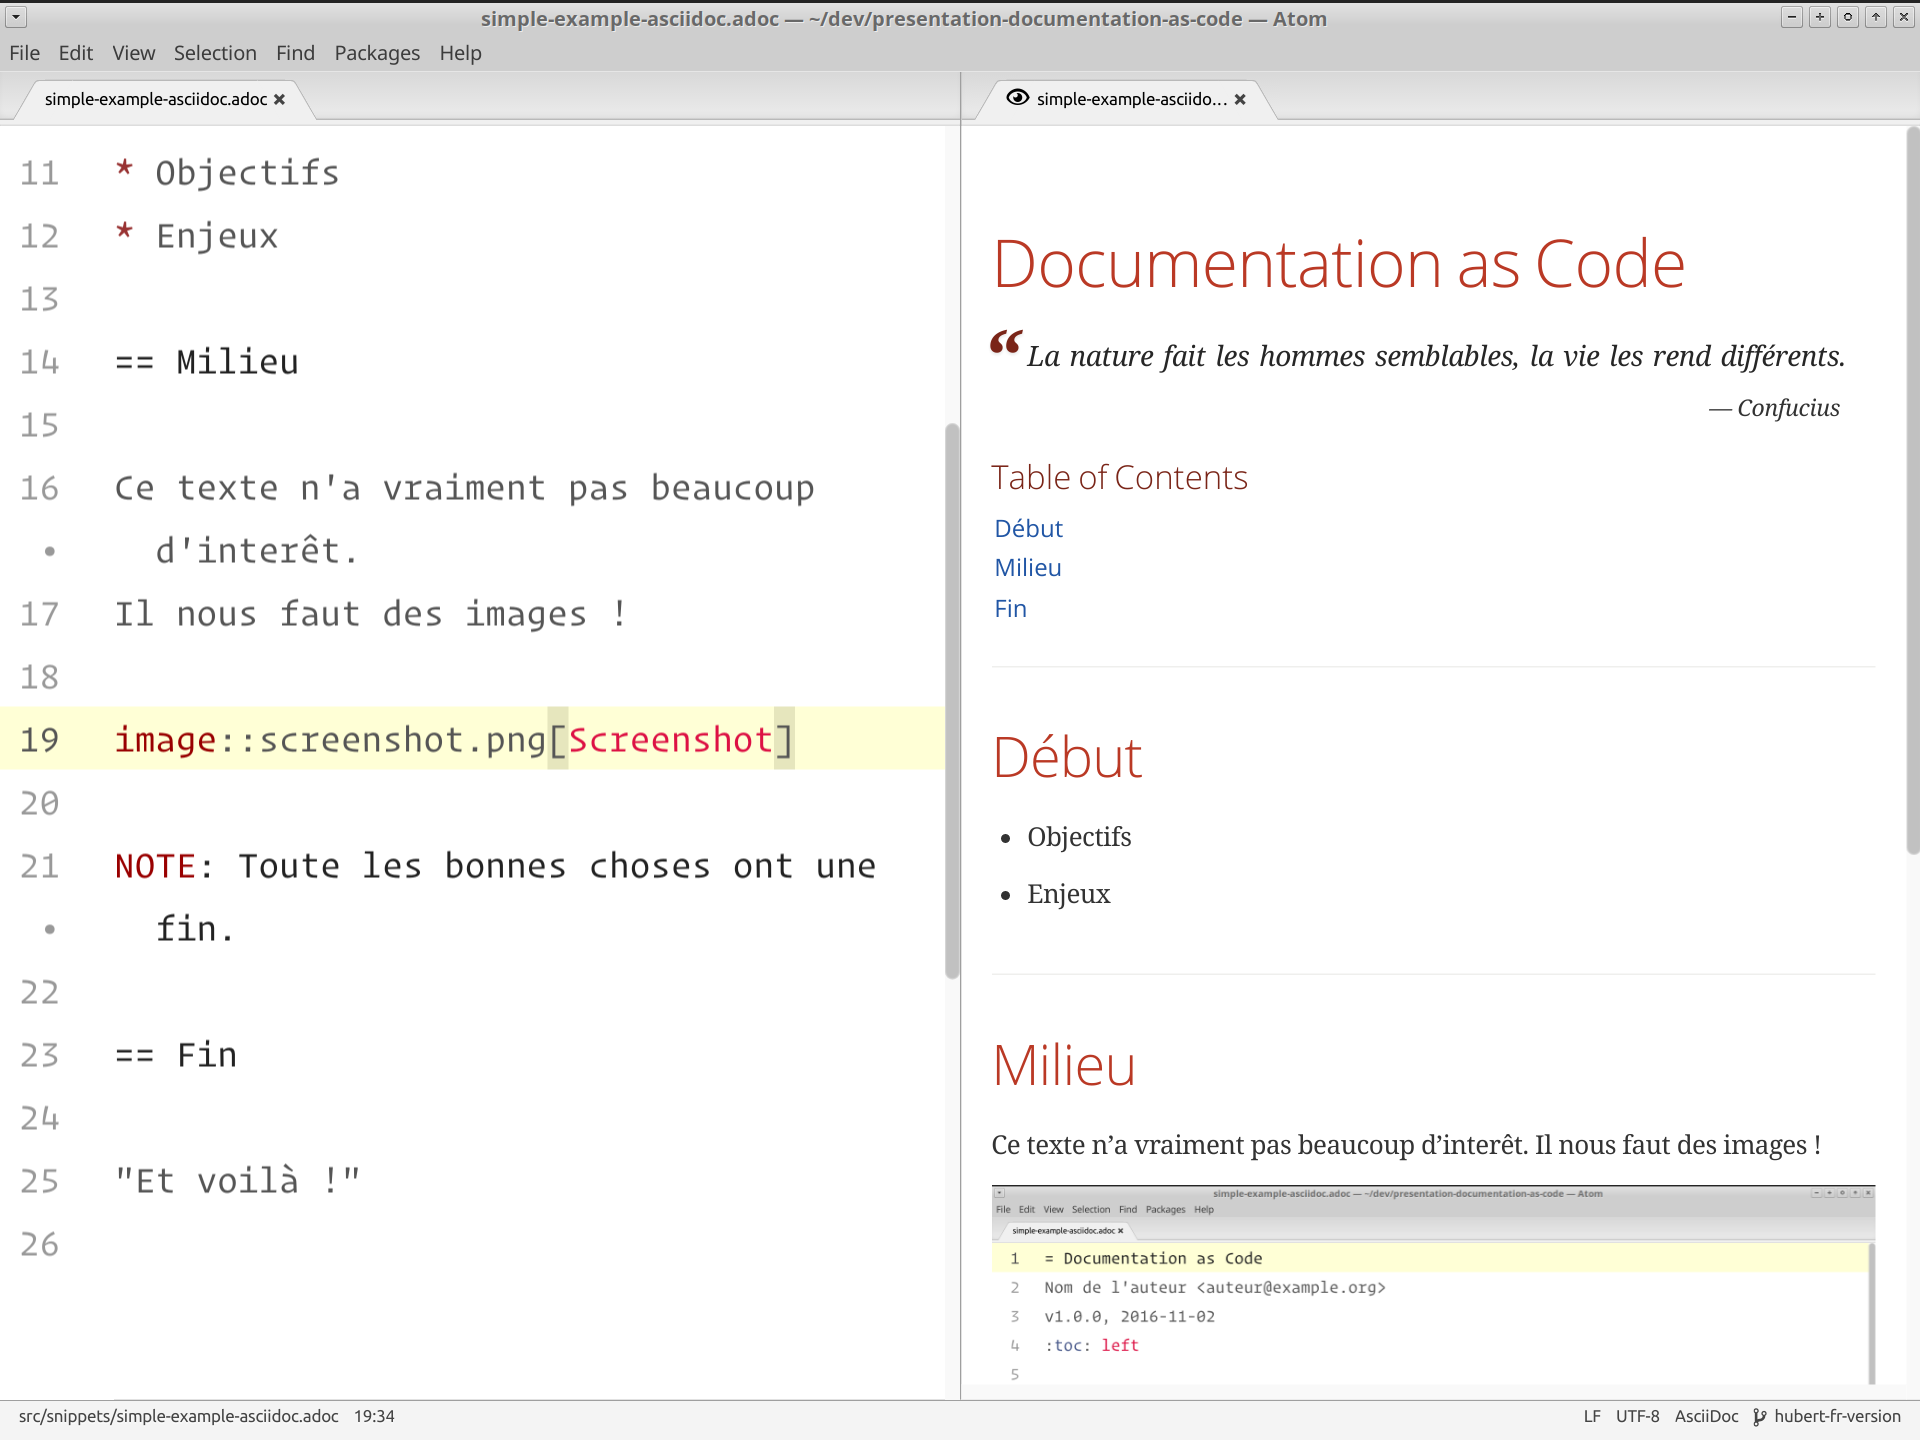 simple-example-asciidoc.adoc — ~/dev/presentation-documentation-as-code — Atom
File Edit View Selection Find Packages Help
simple-example-asciidoc.adoc
11 * Objectifs
12 * Enjeux
13
14 == Milieu
15
16 Ce texte n'a vraiment pas beaucoup
• d'interêt.
17 Il nous faut des images !
18
19 image::screenshot.png[Screenshot]
20
21 NOTE: Toute les bonnes choses ont une
• fin.
22
23 == Fin
24
25 "Et voilà !"
26
simple-example-asciido...
Documentation as Code
“ La nature fait les hommes semblables, la vie les rend différents.
— Confucius
Table of Contents
Début
Milieu
Fin
Début
• Objectifs
• Enjeux
Milieu
Ce texte n’a vraiment pas beaucoup d’interêt. Il nous faut des images !
simple-example-asciidoc.adoc — ~/dev/presentation-documentation-as-code — Atom
File Edit View Selection Find Packages Help
simple-example-asciidoc.adoc
1 = Documentation as Code
2 Nom de l'auteur <auteur@example.org>
3 v1.0.0, 2016-11-02
4 :toc: left
5
src/snippets/simple-example-asciidoc.adoc 19:34
LF UTF-8 AsciiDoc hubert-fr-version